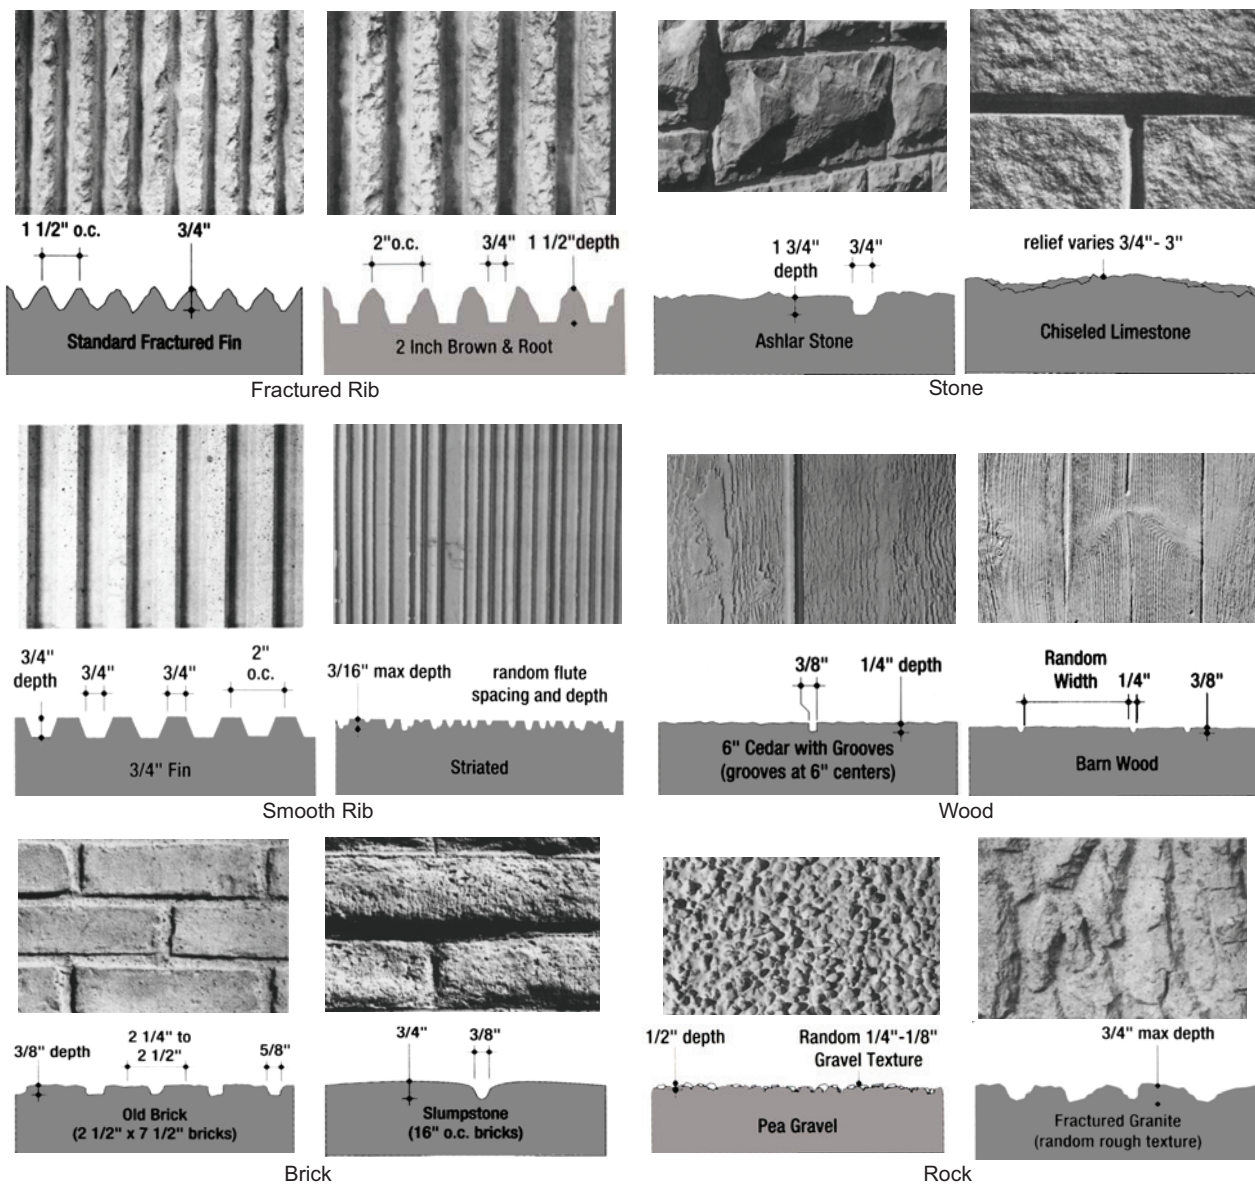 1 1/2" o.c.
3/4"
Standard Fractured Fin
2"o.c.
3/4"
1 1/2"depth
2 Inch Brown & Root
Fractured Rib
1 3/4"
depth
3/4"
Ashlar Stone
relief varies 3/4"- 3"
Chiseled Limestone
Stone
3/4"
depth
3/4"
3/4"
2"
o.c.
3/4" Fin
3/16" max depth
random flute
spacing and depth
Striated
Smooth Rib
3/8"
1/4" depth
6" Cedar with Grooves
(grooves at 6" centers)
Random
Width
1/4"
3/8"
Barn Wood
Wood
3/8" depth
2 1/4" to
2 1/2"
5/8"
Old Brick
(2 1/2" x 7 1/2" bricks)
3/4"
3/8"
Slumpstone
(16" o.c. bricks)
Brick
1/2" depth
Random 1/4"-1/8"
Gravel Texture
Pea Gravel
3/4" max depth
Fractured Granite
(random rough texture)
Rock